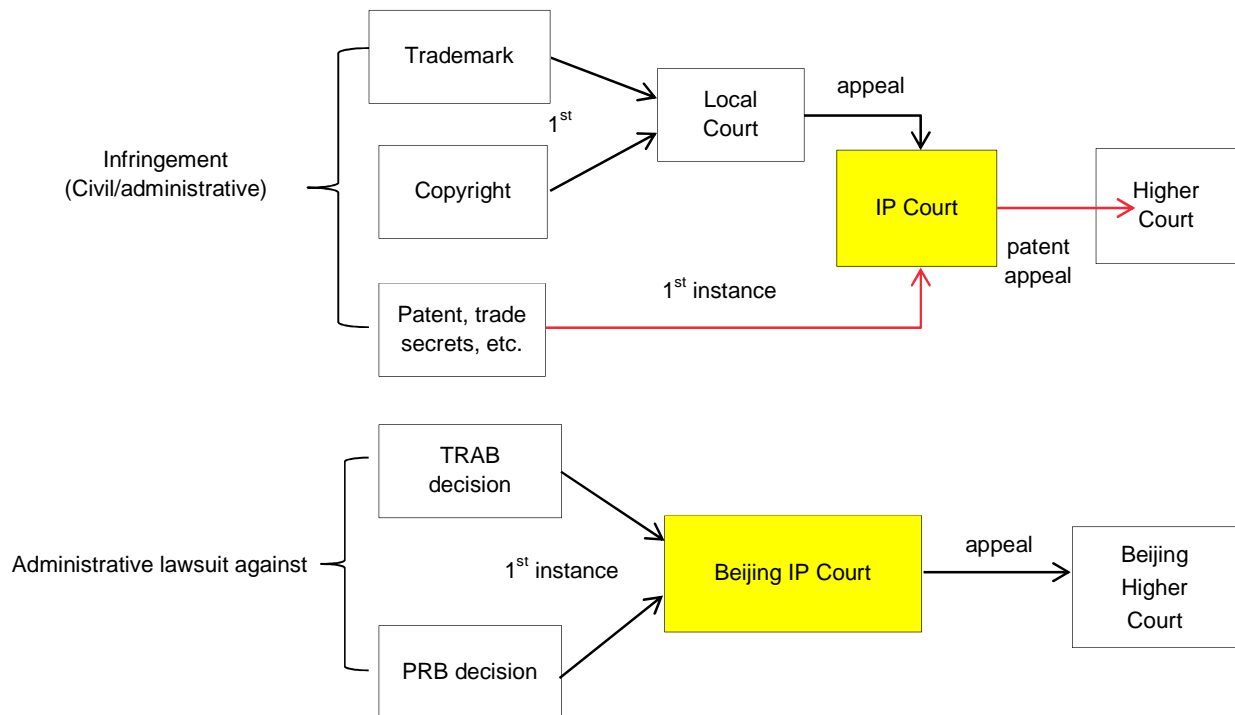 Trademark
Local
Court
appeal
1st
Infringement
(Civil/administrative)
Copyright
IP Court
Higher
Court
patent
appeal
1st instance
Patent, trade
secrets, etc.
TRAB
decision
Administrative lawsuit against
1st instance
Beijing IP Court
appeal
Beijing
Higher
Court
PRB decision